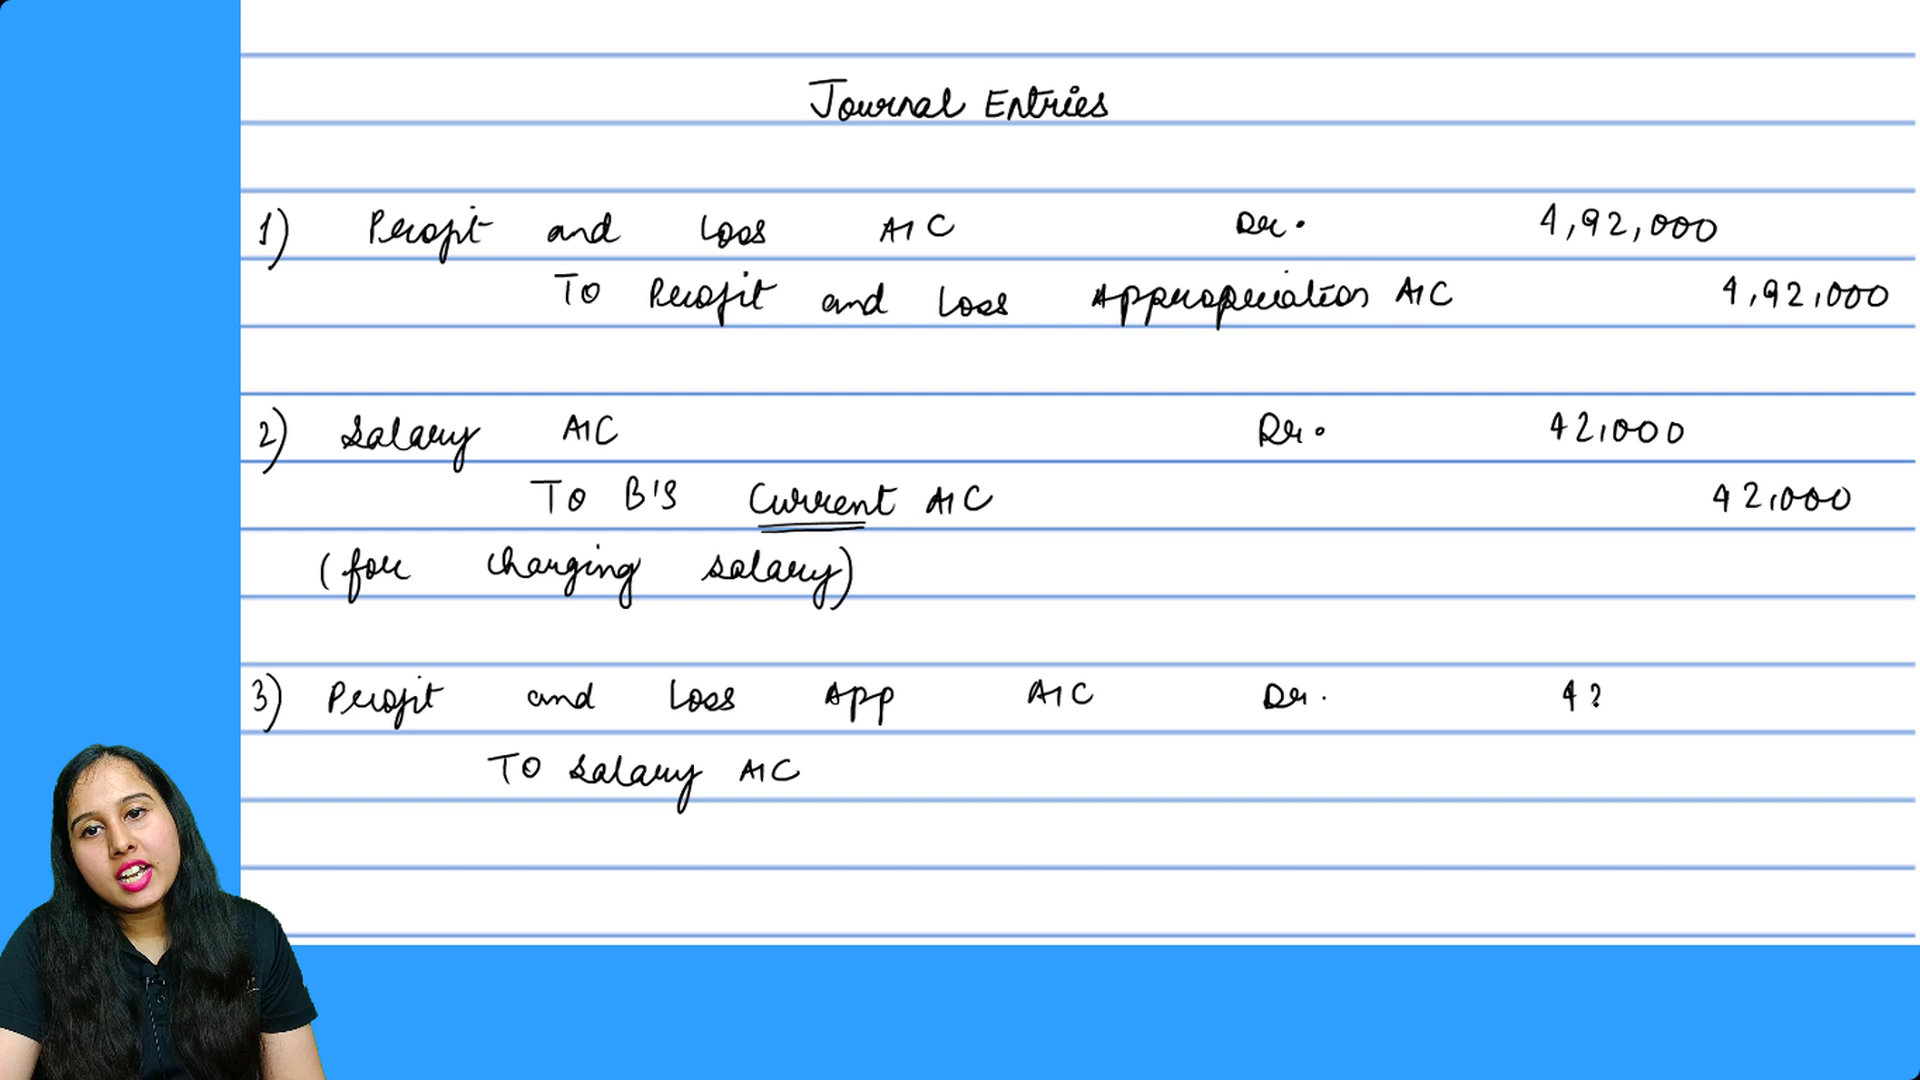 Journal Entries
1) Profit and Loss A/C Dr. 4,92,000
To Profit and Loss Appropriation A/C 4,92,000
2) Salary A/C Dr. 42,000
To B's Current A/C 42,000
(for charging salary)
3) Profit and Loss App A/C Dr. 42
To Salary A/C